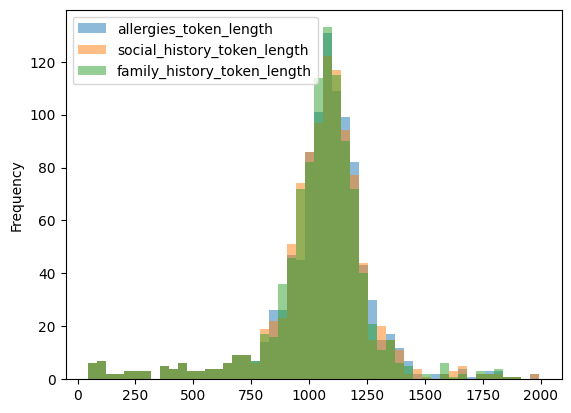 allergies_token_length
social_history_token_length
family_history_token_length
Frequency
120
100
80
60
40
20
0
0 250 500 750 1000 1250 1500 1750 2000